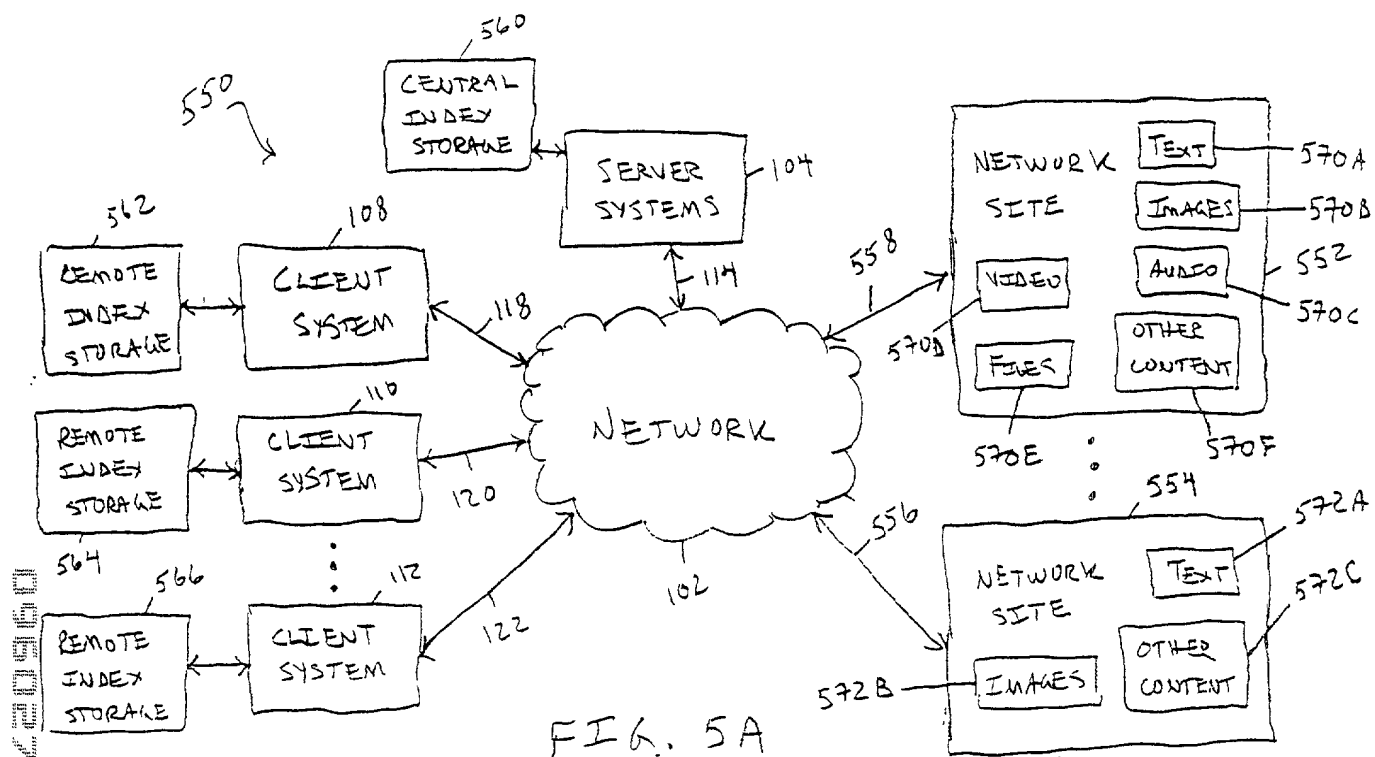 560
CENTRAL
INDEX
STORAGE
550
SERVER
SYSTEMS
104
114
562
REMOTE
INDEX
STORAGE
108
CLIENT
SYSTEM
118
REMOTE
INDEX
STORAGE
564
110
CLIENT
SYSTEM
120
566
REMOTE
INDEX
STORAGE
112
CLIENT
SYSTEM
122
NETWORK
102
558
NETWORK
SITE
TEXT
570A
IMAGES
570B
552
VIDEO
570D
AUDIO
570C
FILES
570E
OTHER
CONTENT
570F
556
554
NETWORK
SITE
TEXT
572A
572C
IMAGES
572B
OTHER
CONTENT
FIG. 5A